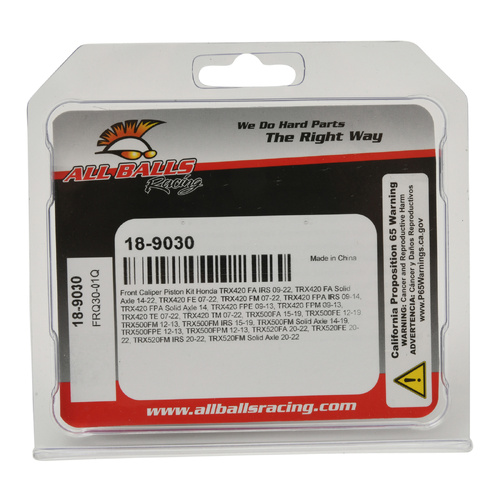 We Do Hard Parts
The Right Way
ALL BALLS
Racing
18-9030
Made in China
Front Caliper Piston Kit Honda TRX420 FA IRS 09-22, TRX420 FA Solid
Axle 14-22, TRX420 FE 07-22, TRX420 FM 07-22, TRX420 FPA IRS 09-14,
TRX420 FPA Solid Axle 14, TRX420 FPE 09-13, TRX420 FPM 09-13,
TRX420 TE 07-22, TRX420 TM 07-22, TRX500FA 15-19, TRX500FE 12-19
TRX500FM 12-13, TRX500FM IRS 15-19, TRX500FM Solid Axle 14-19,
TRX500FPE 12-13, TRX500FPM 12-13, TRX520FA 20-22, TRX520FE 20-
22, TRX520FM IRS 20-22, TRX520FM Solid Axle 20-22
18-9030
FRQ30-01Q
California Proposition 65 Warning
WARNING: Cancer and Reproductive Harm
ADVERTENCIA: Cáncer y Daños Reproductivos
www.P65Warnings.ca.gov
www.allballsracing.com